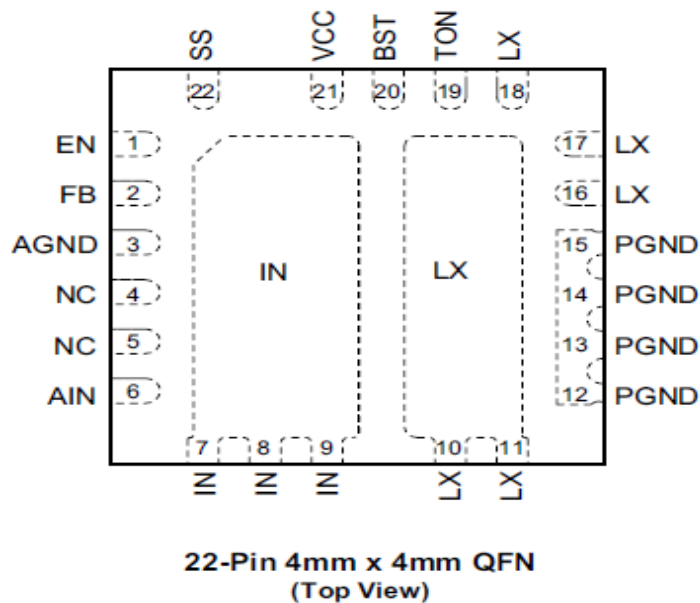 SS VCC BST TON LX
22 21 20 19 18
EN 1 17 LX
FB 2 16 LX
AGND 3 15 PGND
IN LX
NC 4 14 PGND
NC 5 13 PGND
AIN 6 12 PGND
7 8 9 10 11
IN IN IN LX LX
22-Pin 4mm x 4mm QFN
(Top View)